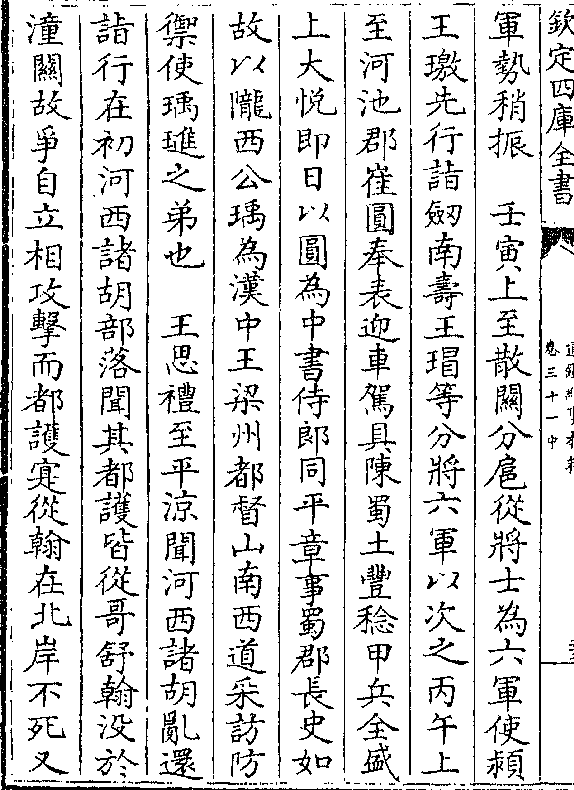 欽定四庫全書
通鑑紀事本末
卷三十一中
軍勢稍振　壬寅上至散關分扈從將士為六軍使頴
王璬先行詣劔南壽王瑁等分將六軍以次之丙午上
至河池郡崔圓奉表迎車駕具陳蜀土豐稔甲兵全盛
上大悦即日以圓為中書侍郎同平章事蜀郡長史如
故以隴西公瑀為漢中王梁州都督山南西道采訪防
禦使瑀璡之弟也　王思禮至平涼聞河西諸胡亂還
詣行在初河西諸胡部落聞其都護皆從哥舒翰没於
潼關故爭自立相攻擊而都護寔從翰在北岸不死又